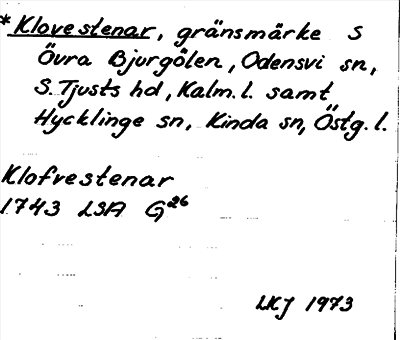 *Klovestenar, gränsmärke S
Övra Bjurgölen, Odensvi sn,
S. Tjusts hd, Kalm. l. samt
Hycklinge sn, Kinda sn, Östg. l.
Klofvestenar
1743 LSA G26
LKJ 1973